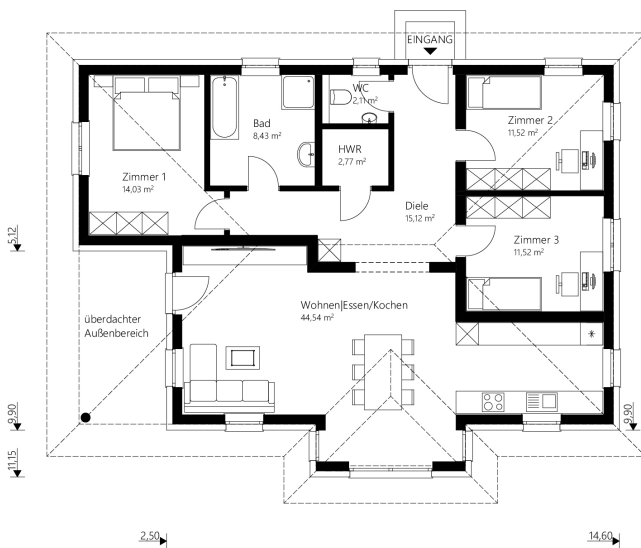 EINGANG
WC
2,11 m²
Bad
8,43 m²
Zimmer 2
11,52 m²
HWR
2,77 m²
Zimmer 1
14,03 m²
Diele
15,12 m²
Zimmer 3
11,52 m²
5,12
Wohnen|Essen/Kochen
44,54 m²
überdachter
Außenbereich
9,90
9,90
11,15
2,50
14,60